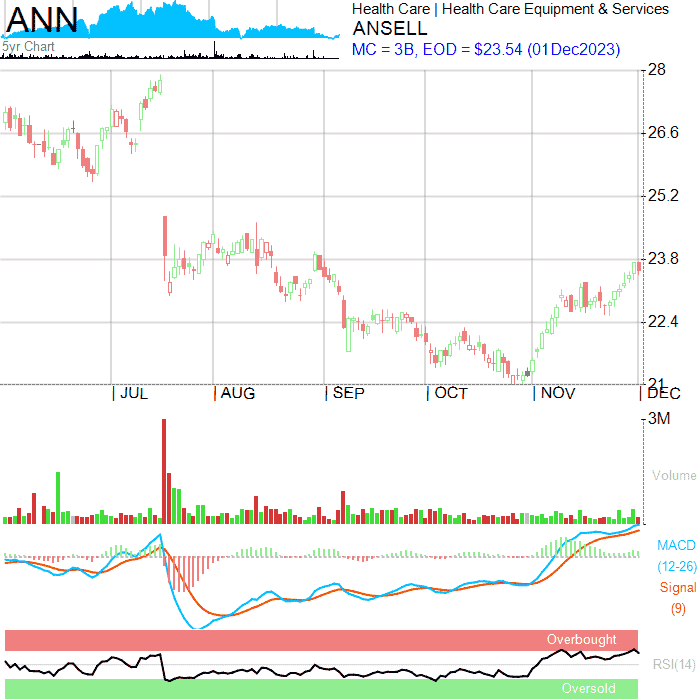 ANN
5yr Chart
Health Care | Health Care Equipment & Services
ANSELL
MC = 3B, EOD = $23.54 (01Dec2023)
28
26.6
25.2
23.8
22.4
21
JUL AUG SEP OCT NOV DEC
3M
Volume
MACD
(12-26)
Signal
(9)
Overbought
RSI(14)
Oversold